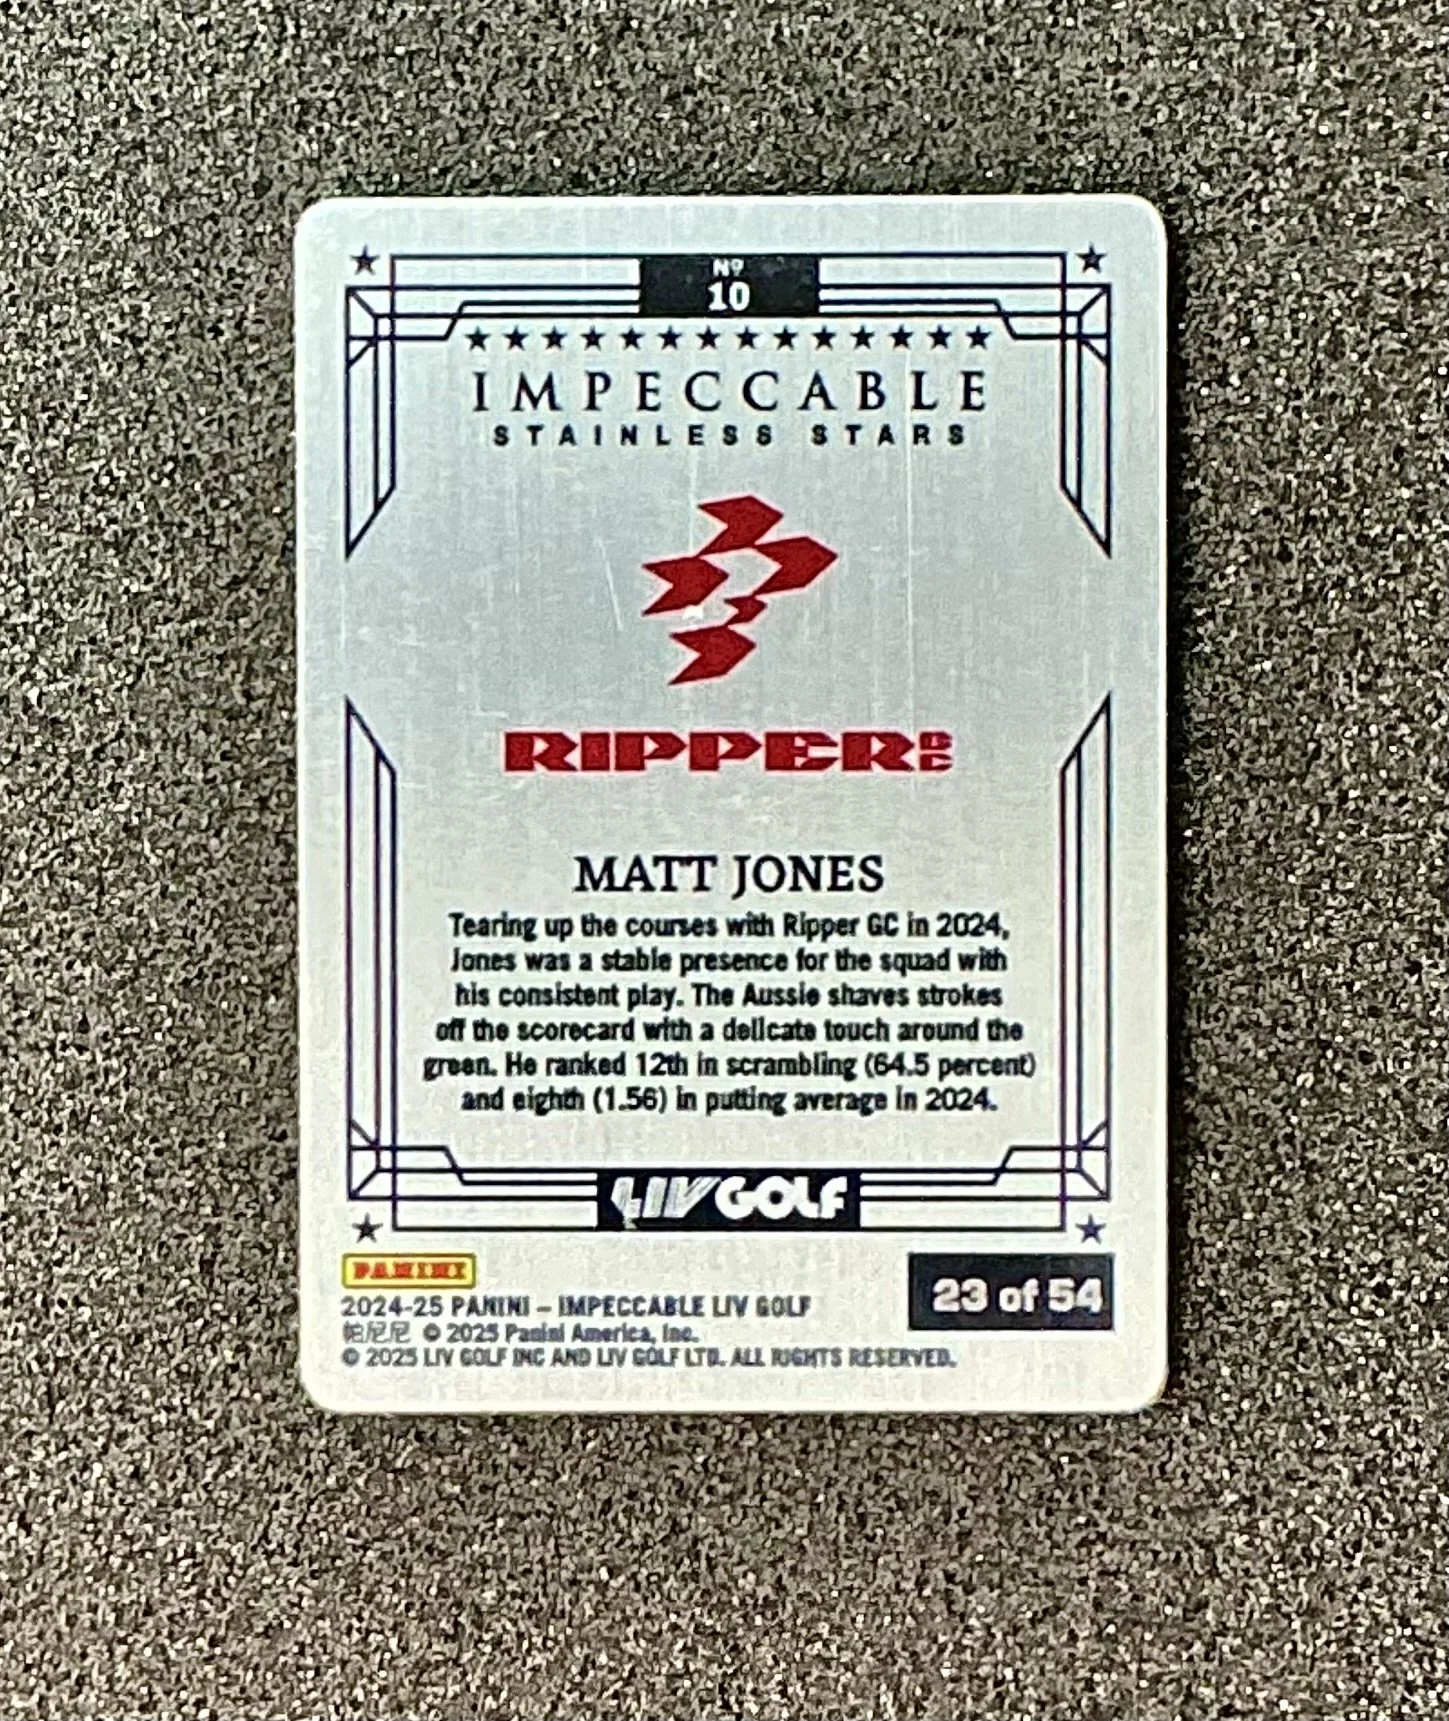 Nº
10
IMPECCABLE
STAINLESS STARS
RIPPER GC
MATT JONES
Tearing up the courses with Ripper GC in 2024,
Jones was a stable presence for the squad with
his consistent play. The Aussie shaves strokes
off the scorecard with a delicate touch around the
green. He ranked 12th in scrambling (64.5 percent)
and eighth (1.56) in putting average in 2024.
LIV GOLF
PANINI
2024-25 PANINI – IMPECCABLE LIV GOLF
23 of 54
帕尼尼 © 2025 Panini America, Inc.
© 2025 LIV GOLF INC AND LIV GOLF LTD. ALL RIGHTS RESERVED.